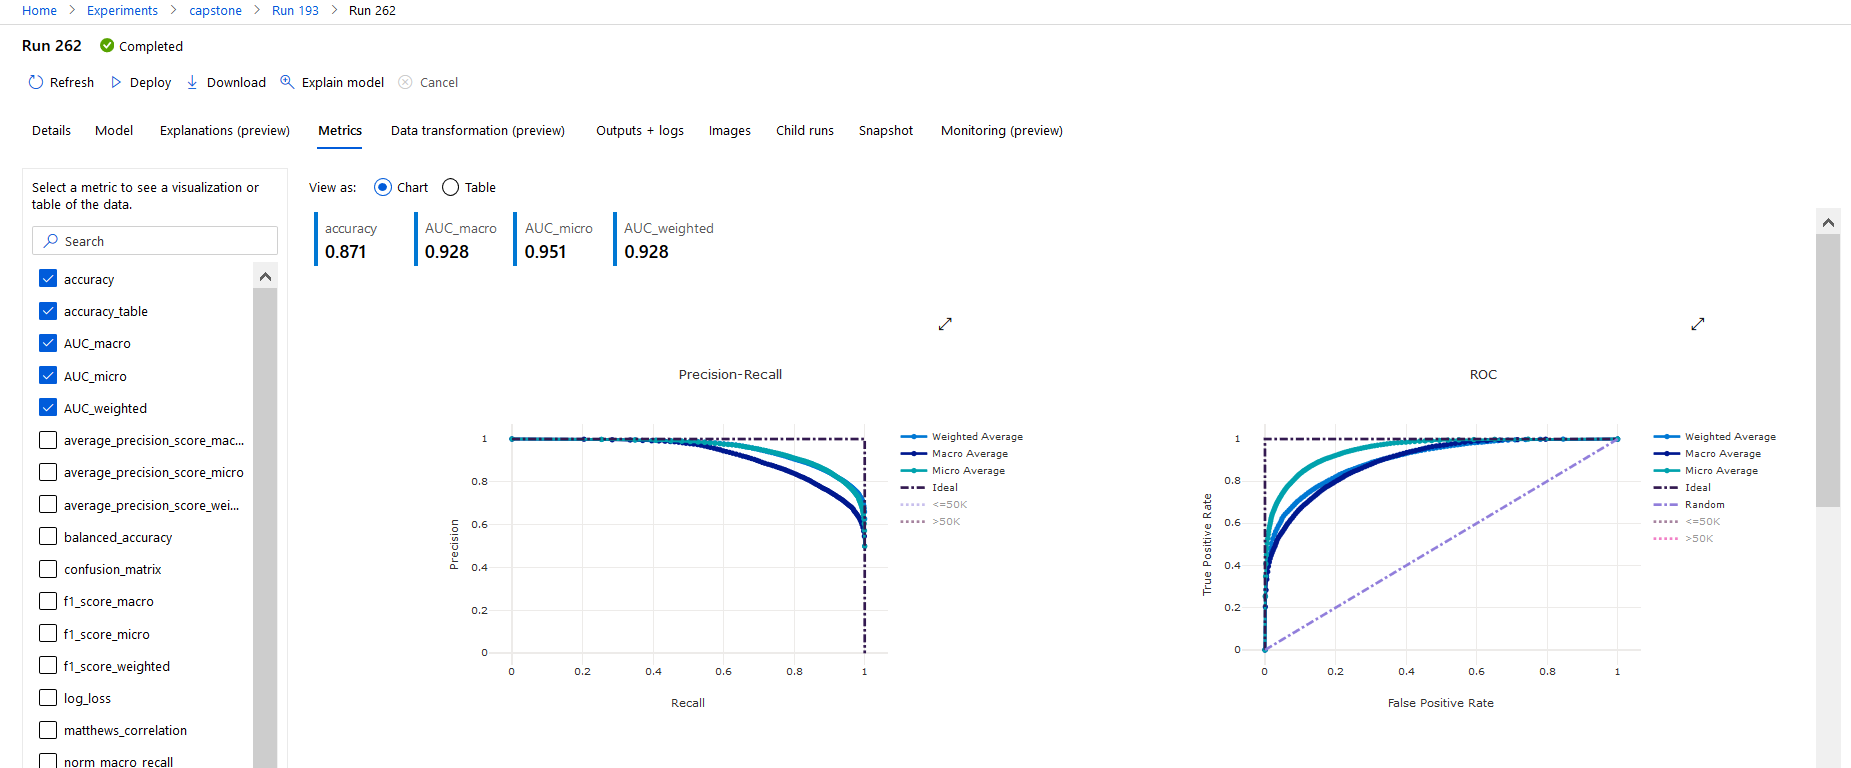 Home > Experiments > capstone > Run 193 > Run 262
Run 262 Completed
Refresh Deploy Download Explain model Cancel
Details Model Explanations (preview) Metrics Data transformation (preview) Outputs + logs Images Child runs Snapshot Monitoring (preview)
Select a metric to see a visualization or
table of the data.
Search
accuracy
accuracy_table
AUC_macro
AUC_micro
AUC_weighted
average_precision_score_mac...
average_precision_score_micro
average_precision_score_wei...
balanced_accuracy
confusion_matrix
f1_score_macro
f1_score_micro
f1_score_weighted
log_loss
matthews_correlation
norm_macro_recall
View as: Chart Table
accuracy AUC_macro AUC_micro AUC_weighted
0.871 0.928 0.951 0.928
Precision-Recall
1
0.8
0.6
0.4
0.2
0
Precision
0 0.2 0.4 0.6 0.8 1
Recall
Weighted Average
Macro Average
Micro Average
Ideal
<=50K
>50K
ROC
1
0.8
0.6
0.4
0.2
0
True Positive Rate
0 0.2 0.4 0.6 0.8 1
False Positive Rate
Weighted Average
Macro Average
Micro Average
Ideal
Random
<=50K
>50K